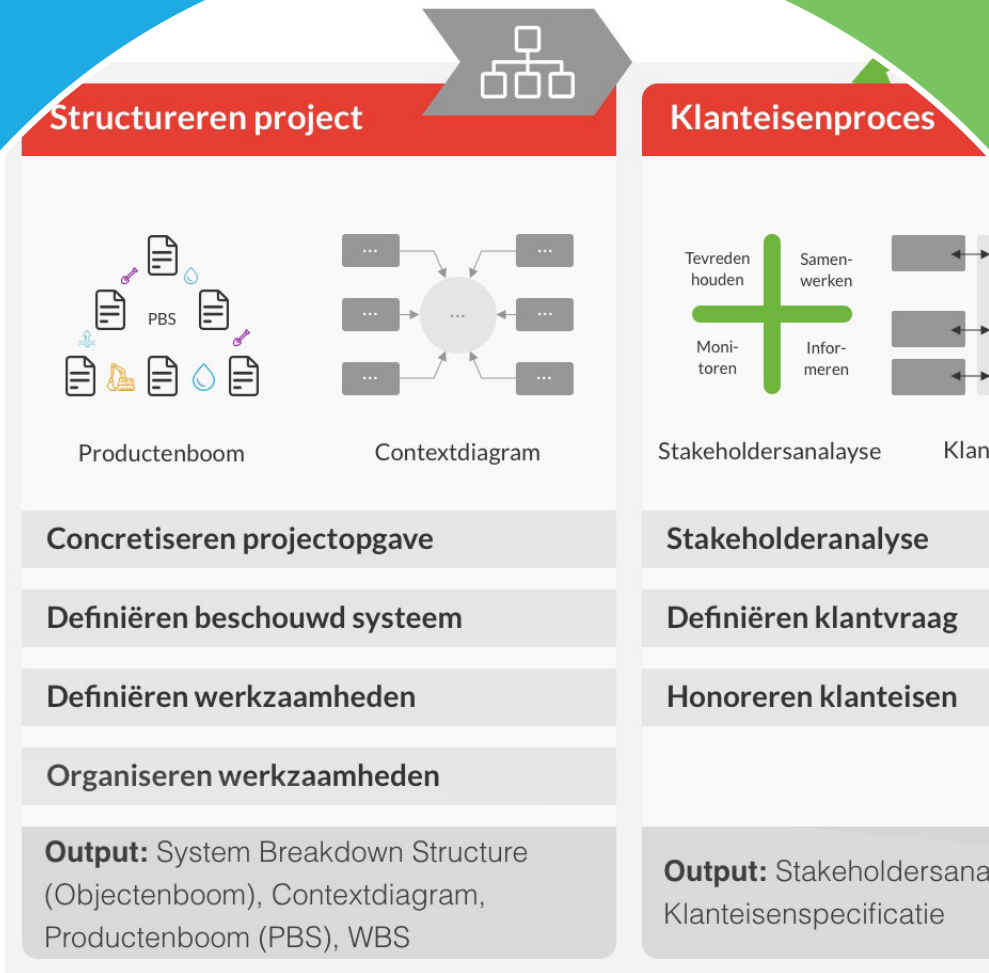 Structureren project
PBS
...
...
...
...
...
...
...
Productenboom
Contextdiagram
Concretiseren projectopgave
Definiëren beschouwd systeem
Definiëren werkzaamheden
Organiseren werkzaamheden
Output: System Breakdown Structure
(Objectenboom), Contextdiagram,
Productenboom (PBS), WBS
Klanteisenproces
Tevreden
houden
Samen-
werken
Moni-
toren
Infor-
meren
Stakeholdersanalayse
Klan
Stakeholderanalyse
Definiëren klantvraag
Honoreren klanteisen
Output: Stakeholdersana
Klanteisenspecificatie